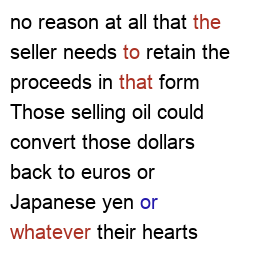 no reason at all that the
seller needs to retain the
proceeds in that form
Those selling oil could
convert those dollars
back to euros or
Japanese yen or
whatever their hearts